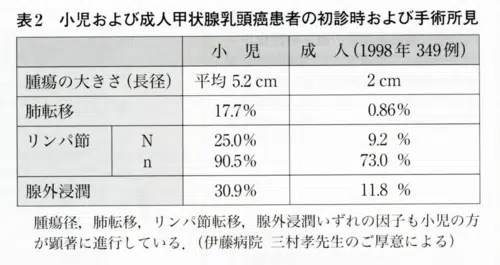 表2 小児および成人甲状腺乳頭癌患者の初診時および手術所見
小 児 成 人(1998年 349例)
腫瘍の大きさ(長径) 平均 5.2 cm 2 cm
肺転移 17.7% 0.86%
リンパ節 N 25.0% 9.2 %
n 90.5% 73.0 %
腺外浸潤 30.9% 11.8 %
腫瘍径,肺転移,リンパ節転移,腺外浸潤いずれの因子も小児の方
が顕著に進行している.(伊藤病院 三村孝先生のご厚意による)